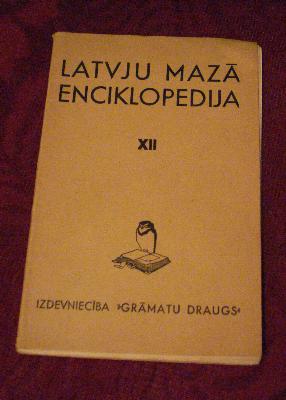 LATVJU MAZĀ
ENCIKLOPEDIJA
XII
IZDEVNIECĪBA »GRĀMATU DRAUGS«